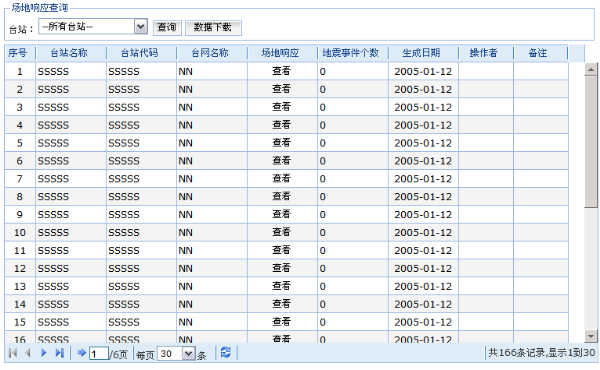 场地响应查询
台站： --所有台站-- 查询 数据下载
序号 台站名称 台站代码 台网名称 场地响应 地震事件个数 生成日期 操作者 备注
1 SSSSS SSSSS NN 查看 0 2005-01-12
2 SSSSS SSSSS NN 查看 0 2005-01-12
3 SSSSS SSSSS NN 查看 0 2005-01-12
4 SSSSS SSSSS NN 查看 0 2005-01-12
5 SSSSS SSSSS NN 查看 0 2005-01-12
6 SSSSS SSSSS NN 查看 0 2005-01-12
7 SSSSS SSSSS NN 查看 0 2005-01-12
8 SSSSS SSSSS NN 查看 0 2005-01-12
9 SSSSS SSSSS NN 查看 0 2005-01-12
10 SSSSS SSSSS NN 查看 0 2005-01-12
11 SSSSS SSSSS NN 查看 0 2005-01-12
12 SSSSS SSSSS NN 查看 0 2005-01-12
13 SSSSS SSSSS NN 查看 0 2005-01-12
14 SSSSS SSSSS NN 查看 0 2005-01-12
15 SSSSS SSSSS NN 查看 0 2005-01-12
16 SSSSS SSSSS NN 查看 0 2005-01-12
1 /6页 每页 30 条 共166条记录,显示1到30